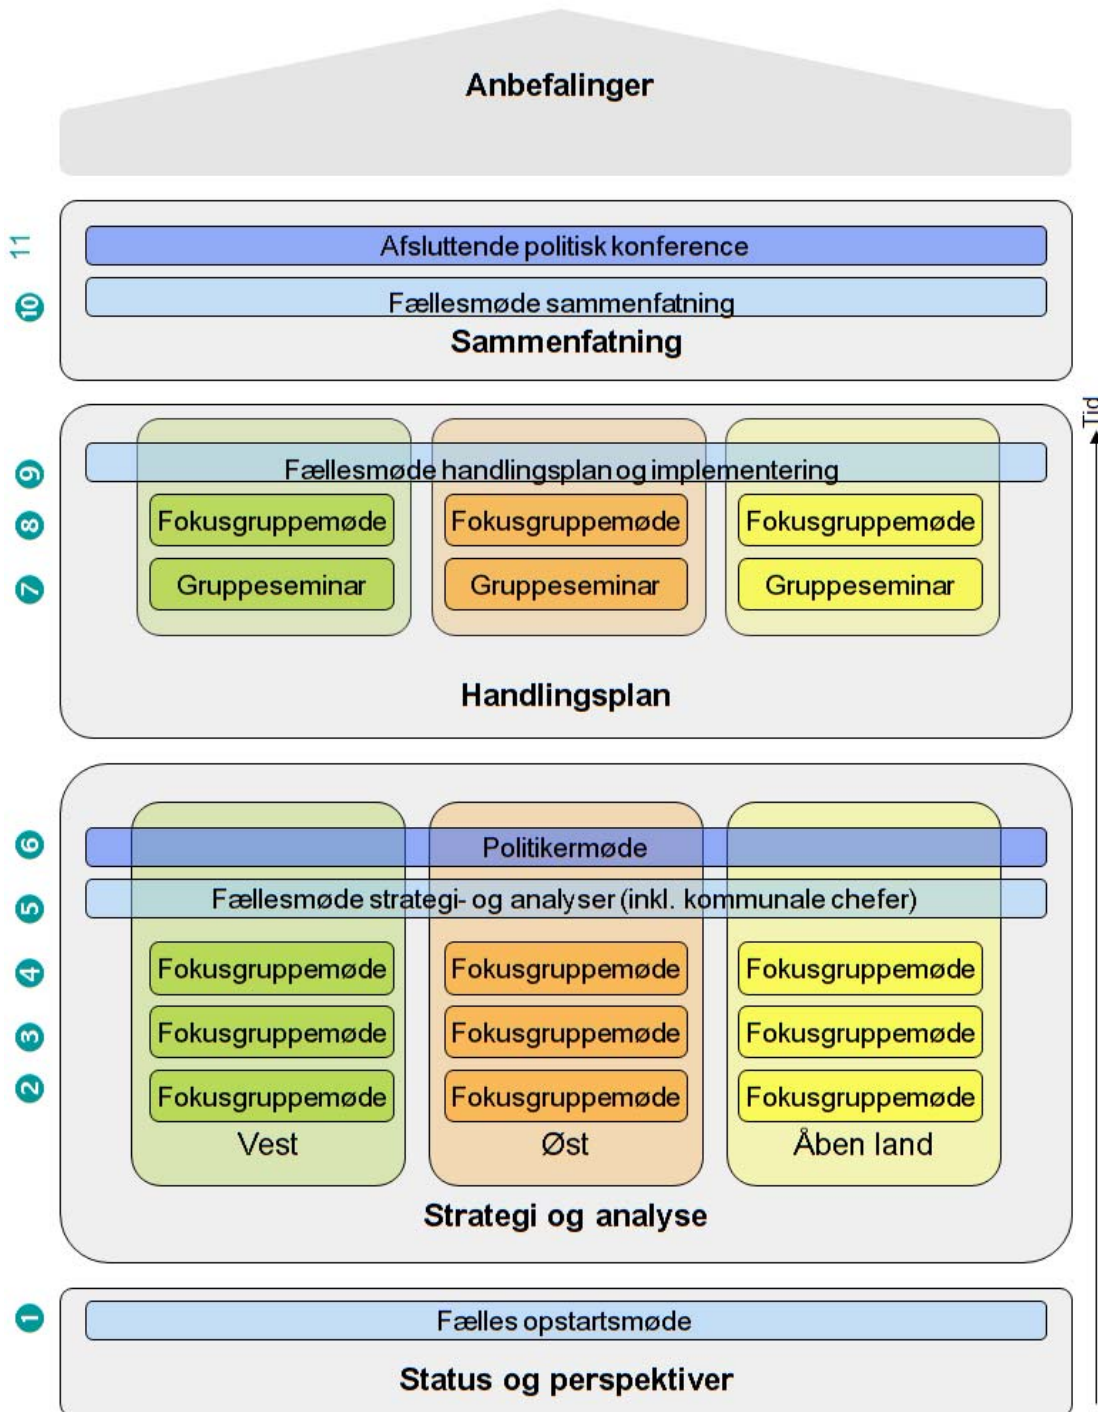 Anbefalinger
11
Afsluttende politisk konference
10
Fællesmøde sammenfatning
Sammenfatning
Tid
9
Fællesmøde handlingsplan og implementering
8
Fokusgruppemøde Fokusgruppemøde Fokusgruppemøde
7
Gruppeseminar Gruppeseminar Gruppeseminar
Handlingsplan
6
Politikermøde
5
Fællesmøde strategi- og analyser (inkl. kommunale chefer)
4
Fokusgruppemøde Fokusgruppemøde Fokusgruppemøde
3
Fokusgruppemøde Fokusgruppemøde Fokusgruppemøde
2
Fokusgruppemøde Fokusgruppemøde Fokusgruppemøde
Vest Øst Åben land
Strategi og analyse
1
Fælles opstartsmøde
Status og perspektiver